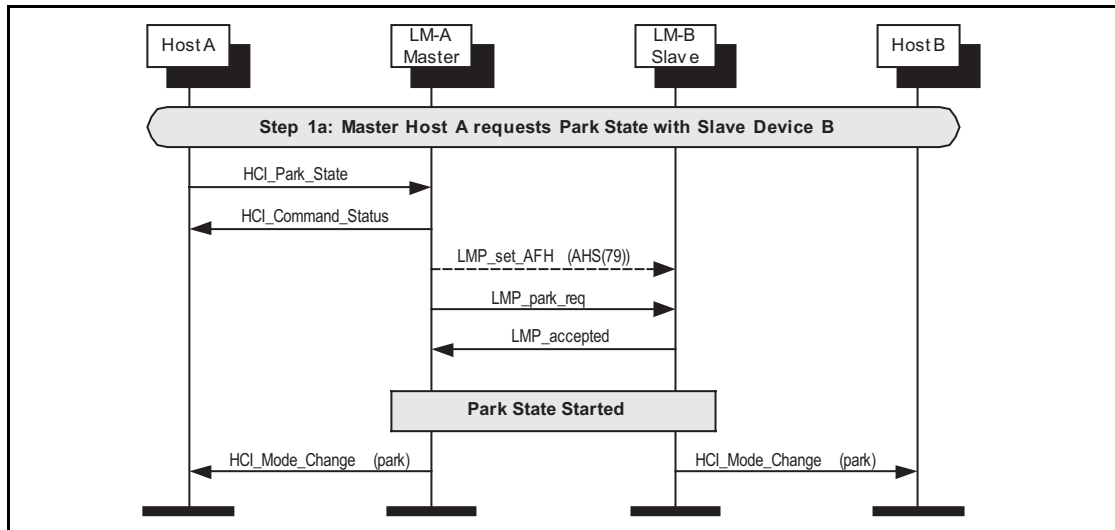 Host A
LM-A
Master
LM-B
Slave
Host B
Step 1a: Master Host A requests Park State with Slave Device B
HCI_Park_State
HCI_Command_Status
LMP_set_AFH (AHS(79))
LMP_park_req
LMP_accepted
Park State Started
HCI_Mode_Change (park)
HCI_Mode_Change (park)